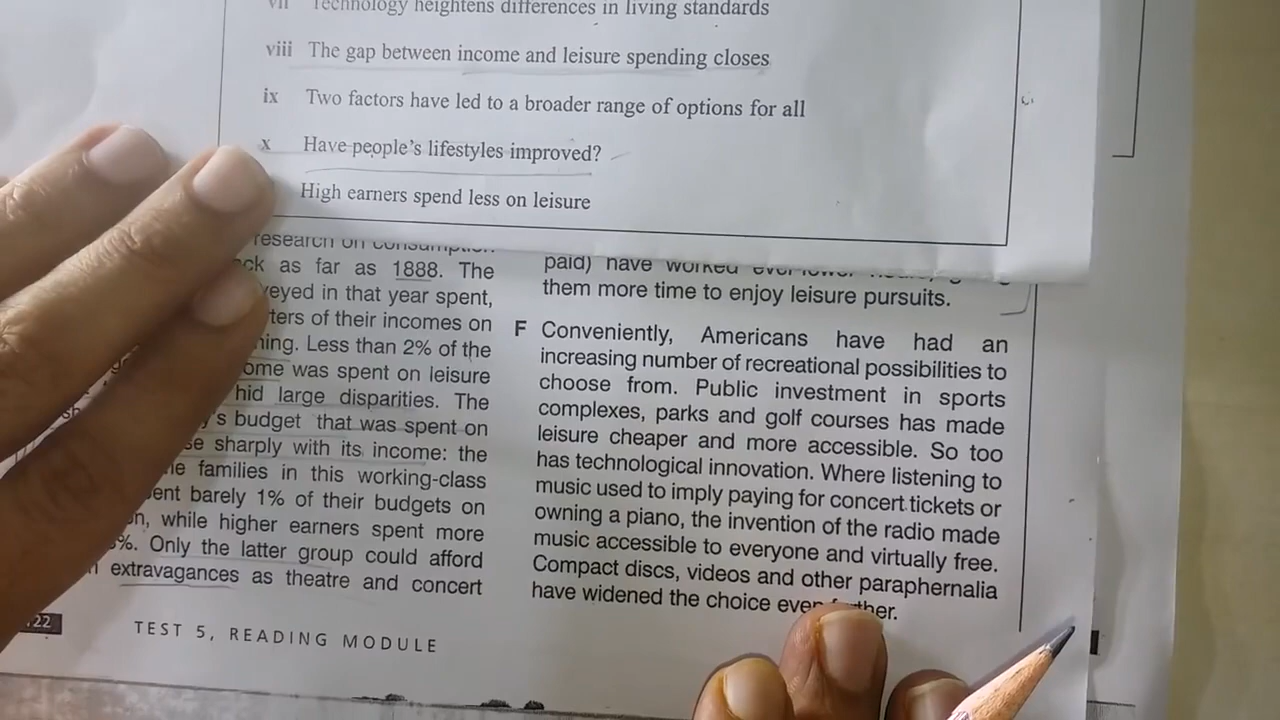 vii Technology heightens differences in living standards
viii The gap between income and leisure spending closes
ix Two factors have led to a broader range of options for all
x Have people's lifestyles improved?
High earners spend less on leisure
research on consumption
as far as 1888. The
in that year spent,
of their incomes on
Less than 2% of the
was spent on leisure
hid large disparities. The
budget that was spent on
sharply with its income: the
families in this working-class
barely 1% of their budgets on
while higher earners spent more
Only the latter group could afford
extravagances as theatre and concert
paid) have worked ever fewer
them more time to enjoy leisure pursuits.
F Conveniently, Americans have had an
increasing number of recreational possibilities to
choose from. Public investment in sports
complexes, parks and golf courses has made
leisure cheaper and more accessible. So too
has technological innovation. Where listening to
music used to imply paying for concert tickets or
owning a piano, the invention of the radio made
music accessible to everyone and virtually free.
Compact discs, videos and other paraphernalia
have widened the choice even further.
22
TEST 5, READING MODULE